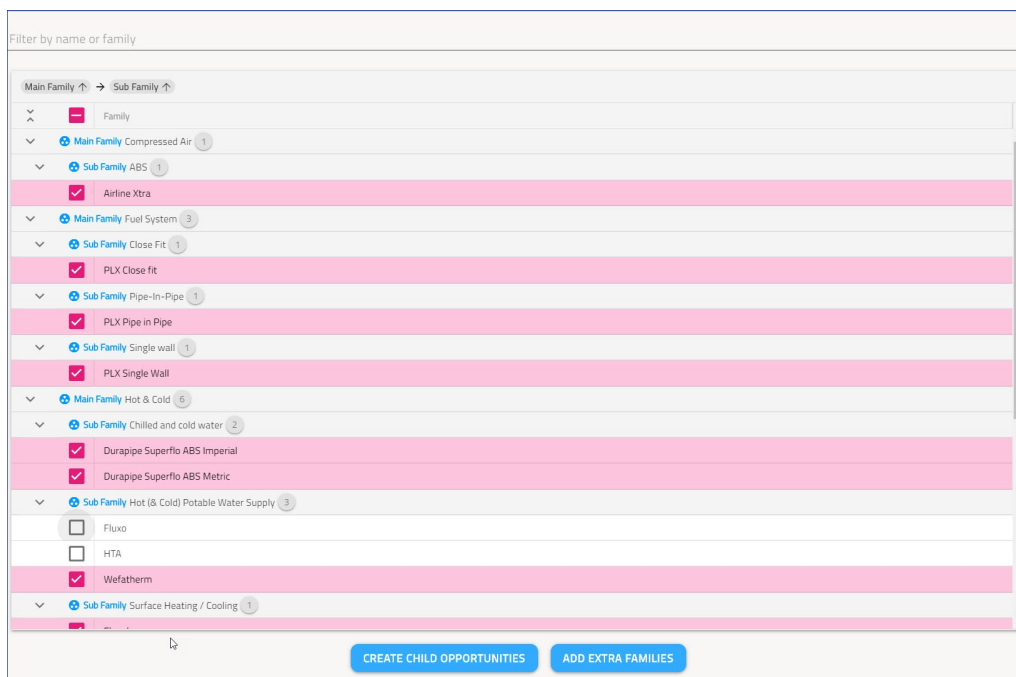 Filter by name or family
Main Family ↑ → Sub Family ↑
Family
Main Family Compressed Air 1
Sub Family ABS 1
Airline Xtra
Main Family Fuel System 3
Sub Family Close Fit 1
PLX Close fit
Sub Family Pipe-In-Pipe 1
PLX Pipe in Pipe
Sub Family Single wall 1
PLX Single Wall
Main Family Hot & Cold 6
Sub Family Chilled and cold water 2
Durapipe Superflo ABS Imperial
Durapipe Superflo ABS Metric
Sub Family Hot (& Cold) Potable Water Supply 3
Fluxo
HTA
Wefatherm
Sub Family Surface Heating / Cooling 1
CREATE CHILD OPPORTUNITIES ADD EXTRA FAMILIES